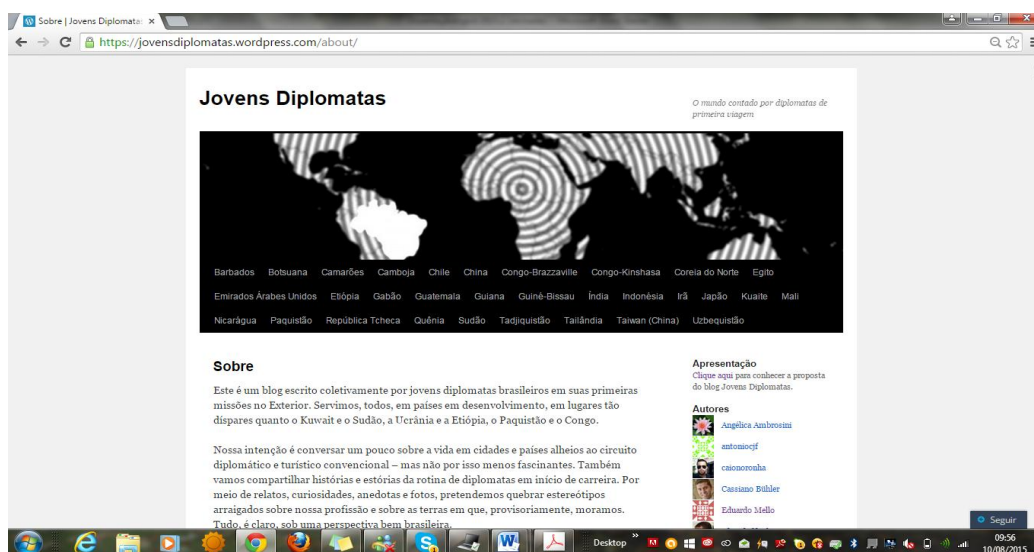 Sobre | Jovens Diplomatas
https://jovensdiplomatas.wordpress.com/about/
Jovens Diplomatas
O mundo contado por diplomatas de
primeira viagem
Barbados Botsuana Camarões Camboja Chile China Congo-Brazzaville Congo-Kinshasa Coreia do Norte Egito
Emirados Árabes Unidos Etiópia Gabão Guatemala Guiana Guiné-Bissau Índia Indonésia Irã Japão Kuaite Mali
Nicarágua Paquistão República Tcheca Quênia Sudão Tadjiquistão Tailândia Taiwan (China) Uzbequistão
Sobre
Este é um blog escrito coletivamente por jovens diplomatas brasileiros em suas primeiras
missões no Exterior. Servimos, todos, em países em desenvolvimento, em lugares tão
díspares quanto o Kuwait e o Sudão, a Ucrânia e a Etiópia, o Paquistão e o Congo.
Nossa intenção é conversar um pouco sobre a vida em cidades e países alheios ao circuito
diplomático e turístico convencional – mas não por isso menos fascinantes. Também
vamos compartilhar histórias e estórias da rotina de diplomatas em início de carreira. Por
meio de relatos, curiosidades, anedotas e fotos, pretendemos quebrar estereótipos
arraigados sobre nossa profissão e sobre as terras em que, provisoriamente, moramos.
Tudo, é claro, sob uma perspectiva bem brasileira.
Apresentação
Clique aqui para conhecer a proposta
do blog Jovens Diplomatas.
Autores
Angélica Ambrosini
antoniocjf
caionoronha
Cassiano Bühler
Eduardo Mello
Seguir
Desktop
09:56
10/08/2015